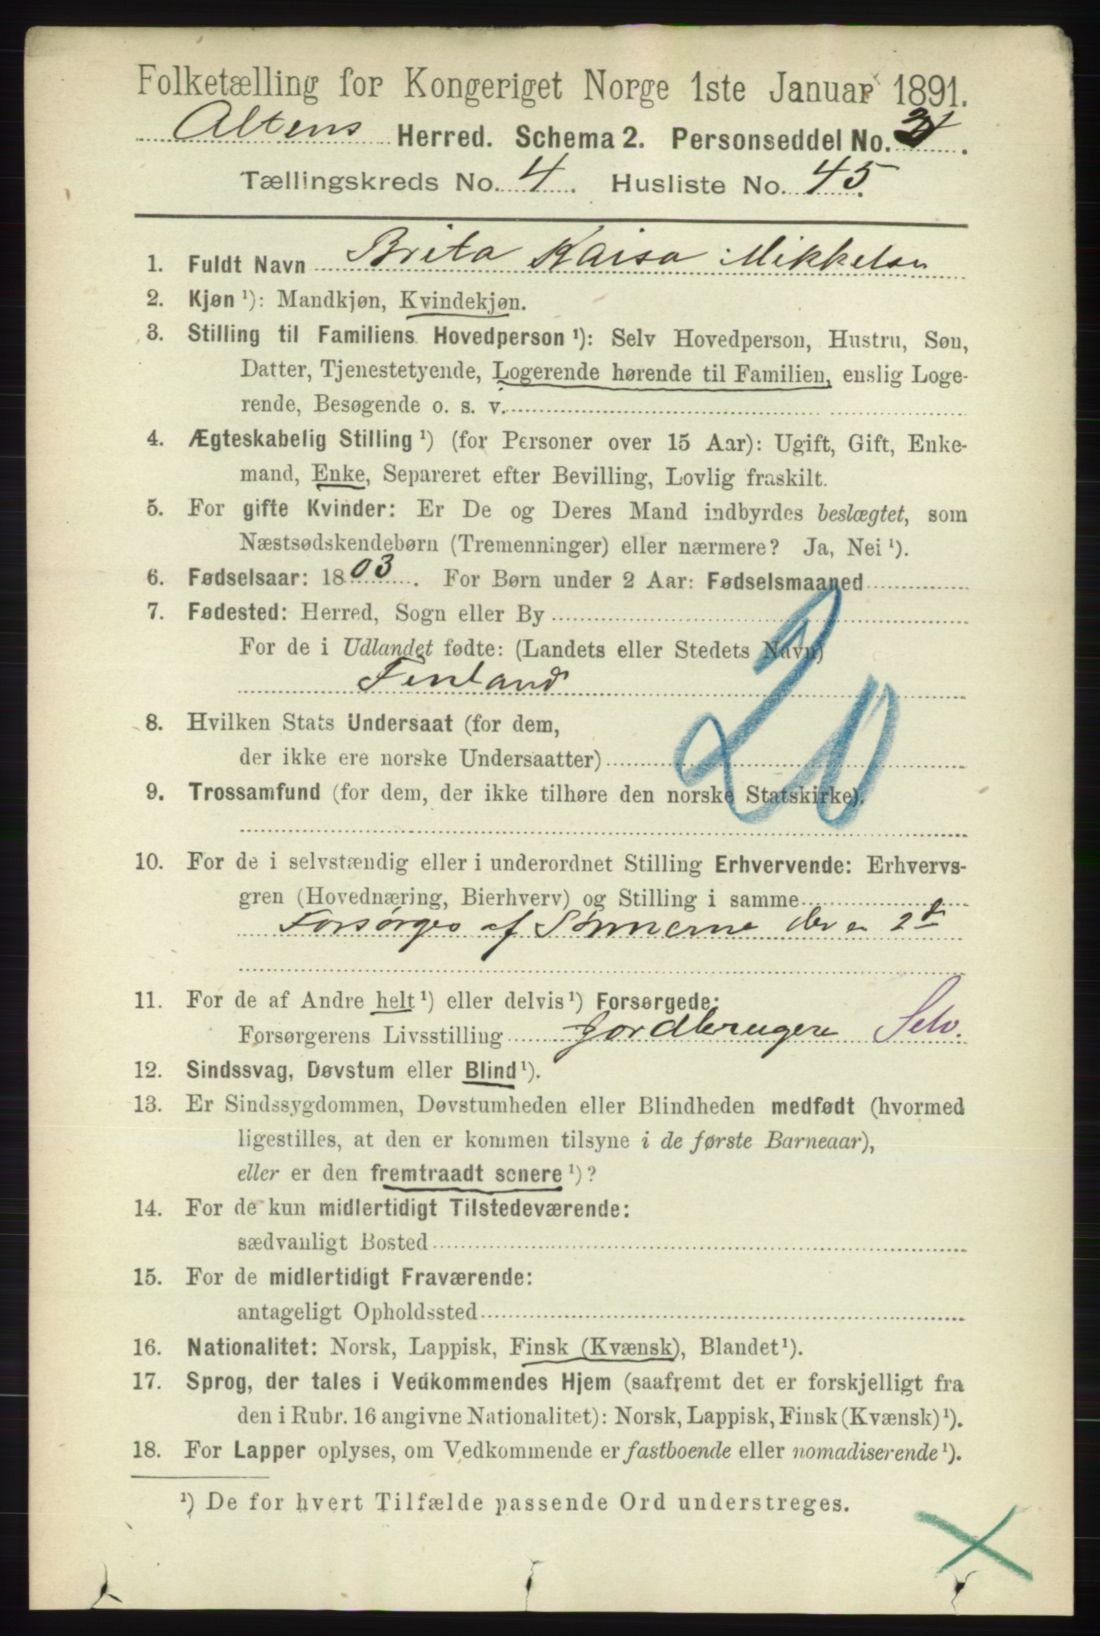 Folketælling for Kongeriget Norge 1ste Januar 1891.
Altens Herred. Schema 2. Personseddel No.
Tællingskreds No. 4. Husliste No. 45.
1. Fuldt Navn Brita Kaisa Mikkelsen
2. Kjøn ¹): Mandkjøn, Kvindekjøn.
3. Stilling til Familiens Hovedperson ¹): Selv Hovedperson, Hustru, Søn,
Datter, Tjenestetyende, Logerende hørende til Familien, enslig Loge-
rende, Besøgende o. s. v.
4. Ægteskabelig Stilling ¹) (for Personer over 15 Aar): Ugift, Gift, Enke-
mand, Enke, Separeret efter Bevilling, Lovlig fraskilt.
5. For gifte Kvinder: Er De og Deres Mand indbyrdes beslægtet, som
Næstsødskendebørn (Tremenninger) eller nærmere? Ja, Nei ¹).
6. Fødselsaar: 1803. For Børn under 2 Aar: Fødselsmaaned
7. Fødested: Herred, Sogn eller By
For de i Udlandet fødte: (Landets eller Stedets Navn)
Finland
20
8. Hvilken Stats Undersaat (for dem,
der ikke ere norske Undersaatter)
9. Trossamfund (for dem, der ikke tilhøre den norske Statskirke).
10. For de i selvstændig eller i underordnet Stilling Erhvervende: Erhvervs-
gren (Hovednæring, Bierhverv) og Stilling i samme
Forsørges af Sønnerne der er 2d
11. For de af Andre helt ¹) eller delvis ¹) Forsørgede:
Forsørgerens Livsstilling Jordbrugere Selv.
12. Sindssvag, Døvstum eller Blind ¹).
13. Er Sindssygdommen, Døvstumheden eller Blindheden medfødt (hvormed
ligestilles, at den er kommen tilsyne i de første Barneaar),
eller er den fremtraadt senere ¹)?
14. For de kun midlertidigt Tilstedeværende:
sædvanligt Bosted
15. For de midlertidigt Fraværende:
antageligt Opholdssted
16. Nationalitet: Norsk, Lappisk, Finsk (Kvænsk), Blandet ¹).
17. Sprog, der tales i Vedkommendes Hjem (saafremt det er forskjelligt fra
den i Rubr. 16 angivne Nationalitet): Norsk, Lappisk, Finsk (Kvænsk) ¹).
18. For Lapper oplyses, om Vedkommende er fastboende eller nomadiserende ¹).
¹) De for hvert Tilfælde passende Ord understreges.